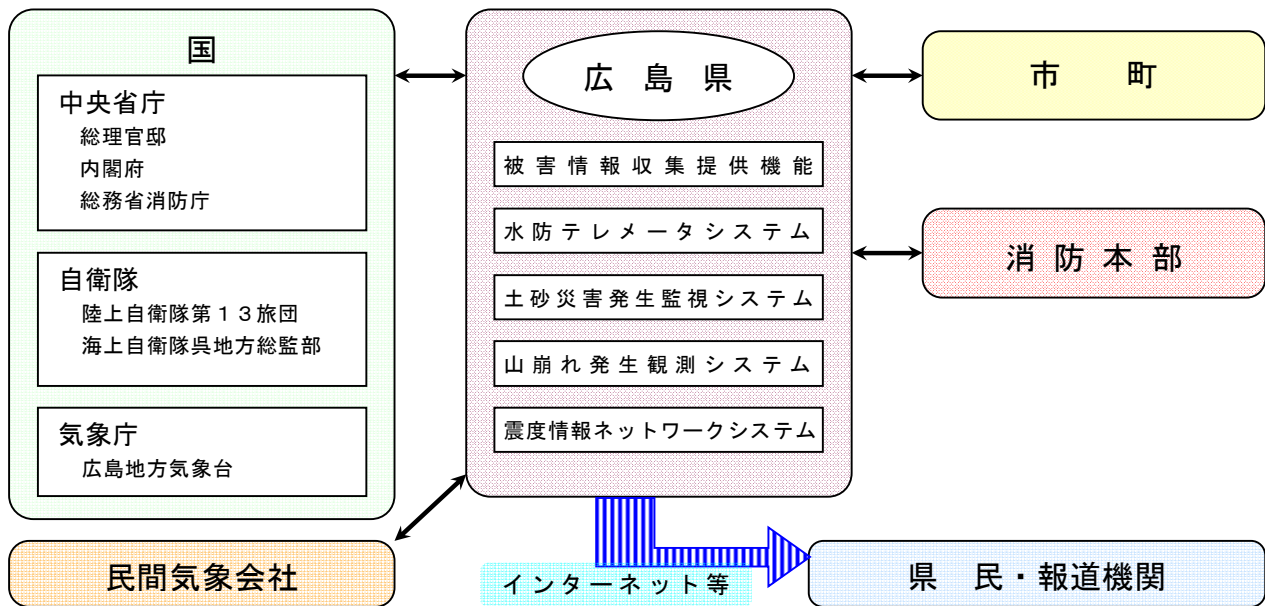 国
中央省庁
総理官邸
内閣府
総務省消防庁
自衛隊
陸上自衛隊第１３旅団
海上自衛隊呉地方総監部
気象庁
広島地方気象台
民間気象会社
広島県
被害情報収集提供機能
水防テレメータシステム
土砂災害発生監視システム
山崩れ発生観測システム
震度情報ネットワークシステム
インターネット等
市　　町
消防本部
県　民・報道機関